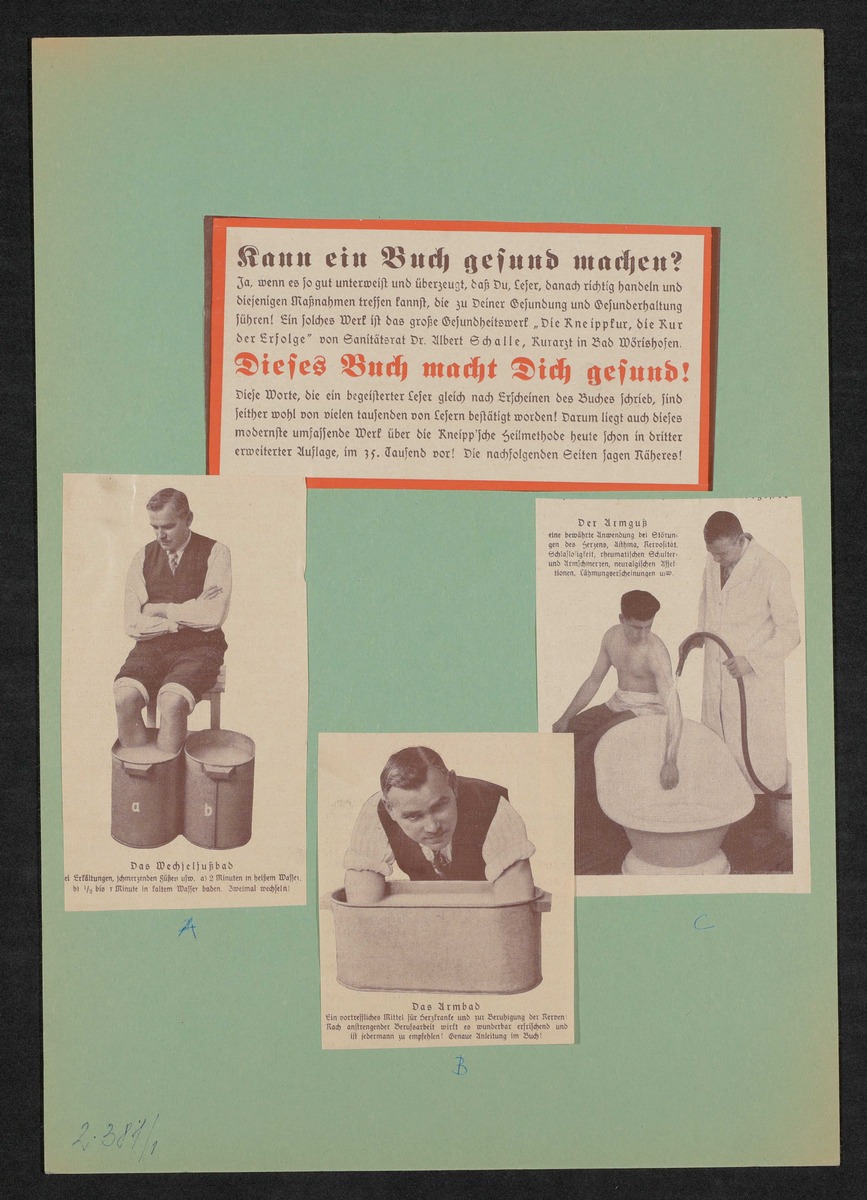 Kann ein Buch gesund machen?
Ja, wenn es so gut unterweist und überzeugt, daß Du, Leser, danach richtig handeln und
diejenigen Maßnahmen treffen kannst, die zu Deiner Gesundung und Gesunderhaltung
führen! Ein solches Werk ist das große Gesundheitswerk „Die Kneippkur, die Kur
der Erfolge” von Sanitätsrat Dr. Albert Schalle, Kurarzt in Bad Wörishofen.
Dieses Buch macht Dich gesund!
Diese Worte, die ein begeisterter Leser gleich nach Erscheinen des Buches schrieb, sind
seither wohl von vielen tausenden von Lesern bestätigt worden! Darum liegt auch dieses
modernste umfassende Werk über die Kneipp'sche Heilmethode heute schon in dritter
erweiterter Auflage, im 35. Tausend vor! Die nachfolgenden Seiten sagen Näheres!
a
b
Das Wechselfußbad
ei Erkältungen, schmerzenden Füßen usw. a) 2 Minuten in heißem Wasser,
b) ½ bis 1 Minute in kaltem Wasser baden. Zweimal wechseln!
A
Der Armguß
eine bewährte Anwendung bei Störun-
gen des Herzens, Asthma, Nervosität,
Schlaflosigkeit, rheumatischen Schulter-
und Armschmerzen, neuralgischen Affek-
tionen, Lähmungserscheinungen usw.
C
Das Armbad
Ein vortreffliches Mittel für Herzkranke und zur Beruhigung der Nerven!
Nach anstrengender Berufsarbeit wirkt es wunderbar erfrischend und
ist jedermann zu empfehlen! Genaue Anleitung im Buch!
B